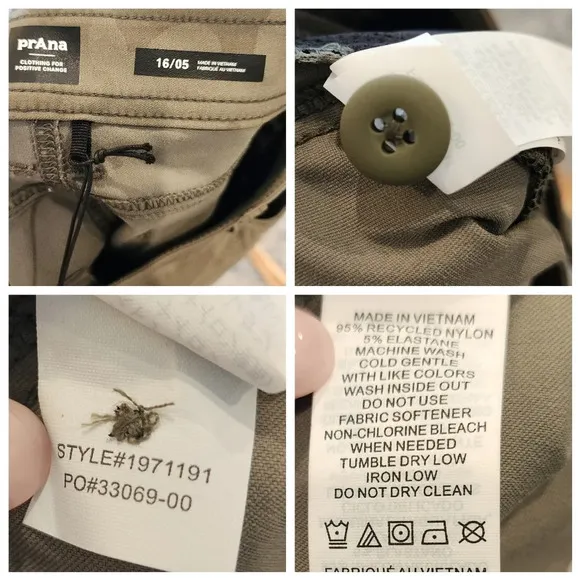 prAna
CLOTHING FOR
POSITIVE CHANGE
16/05
MADE IN VIETNAM
FABRIQUÉ AU VIETNAM
STYLE#1971191
PO#33069-00
MADE IN VIETNAM
95% RECYCLED NYLON
5% ELASTANE
MACHINE WASH
COLD GENTLE
WITH LIKE COLORS
WASH INSIDE OUT
DO NOT USE
FABRIC SOFTENER
NON-CHLORINE BLEACH
WHEN NEEDED
TUMBLE DRY LOW
IRON LOW
DO NOT DRY CLEAN
FABRIQUÉ AU VIETNAM